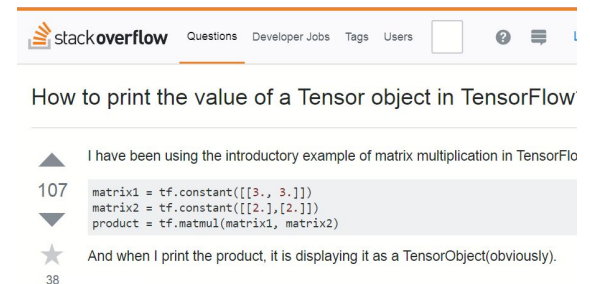 stackoverflow Questions Developer Jobs Tags Users
How to print the value of a Tensor object in TensorFlow
I have been using the introductory example of matrix multiplication in TensorFlo
107
matrix1 = tf.constant([[3., 3.]])
matrix2 = tf.constant([[2.],[2.]])
product = tf.matmul(matrix1, matrix2)
And when I print the product, it is displaying it as a TensorObject(obviously).
38